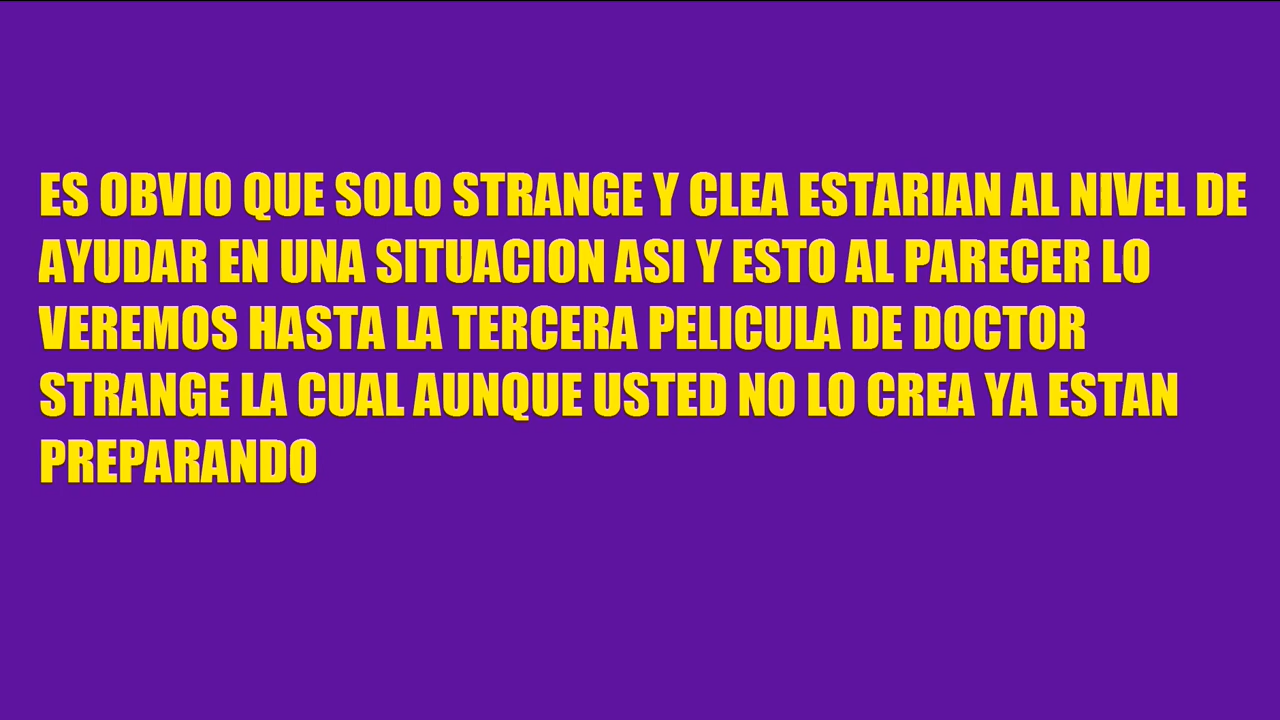 ES OBVIO QUE SOLO STRANGE Y CLEA ESTARIAN AL NIVEL DE
AYUDAR EN UNA SITUACION ASI Y ESTO AL PARECER LO
VEREMOS HASTA LA TERCERA PELICULA DE DOCTOR
STRANGE LA CUAL AUNQUE USTED NO LO CREA YA ESTAN
PREPARANDO